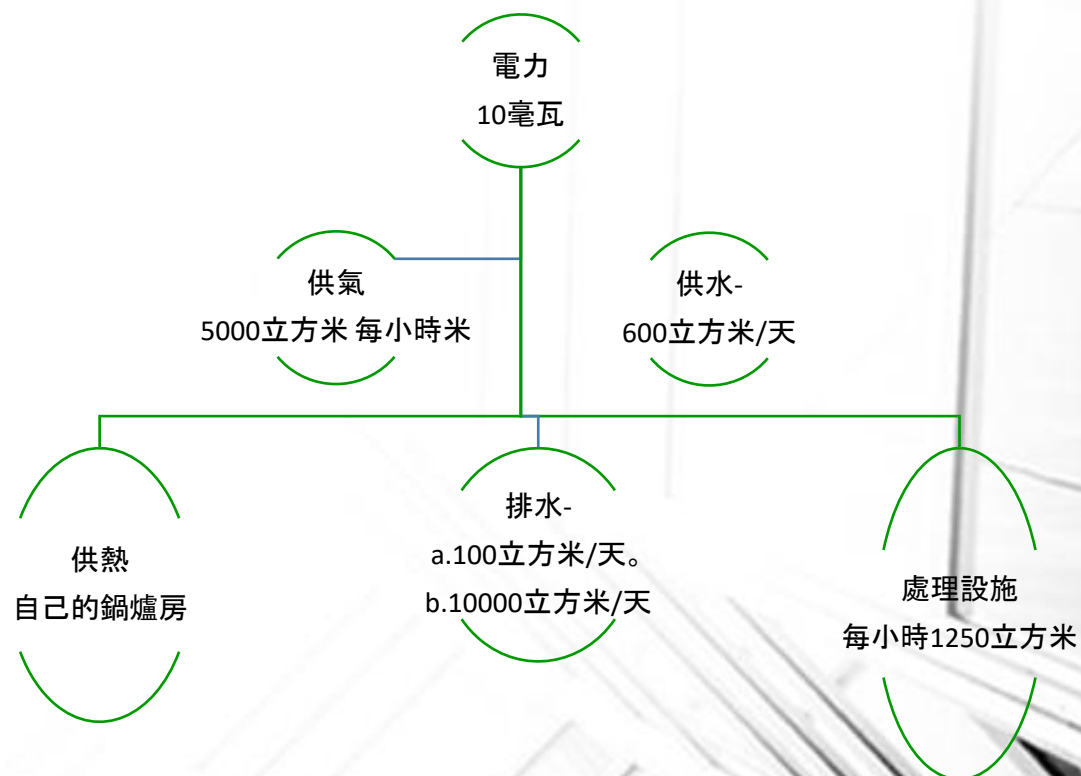 電力
10毫瓦
供氣
5000立方米 每小時米
供水-
600立方米/天
供熱
自己的鍋爐房
排水-
a.100立方米/天。
b.10000立方米/天
處理設施
每小時1250立方米